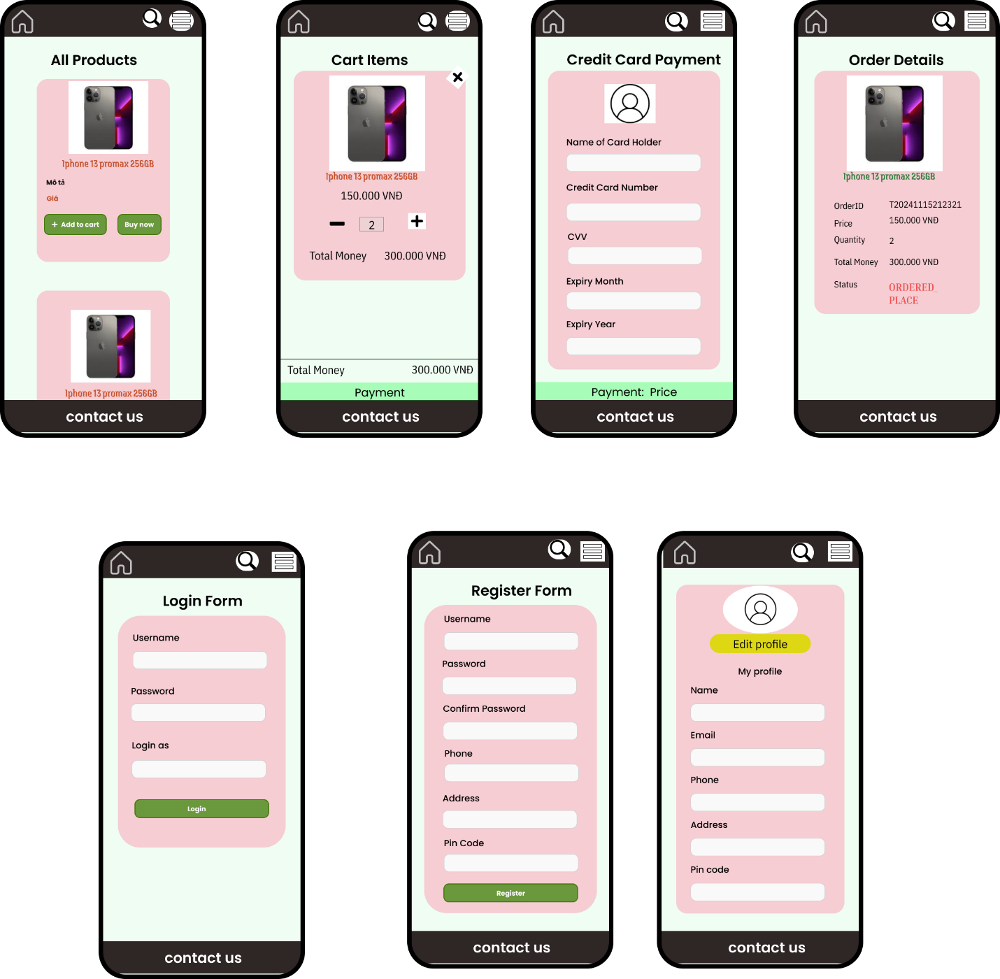 All Products
Iphone 13 promax 256GB
Mô tả
Giá
+ Add to cart
Buy now
Iphone 13 promax 256GB
contact us
Cart Items
Iphone 13 promax 256GB
150.000 VNĐ
2
Total Money 300.000 VNĐ
Total Money 300.000 VNĐ
Payment
contact us
Credit Card Payment
Name of Card Holder
Credit Card Number
CVV
Expiry Month
Expiry Year
Payment: Price
contact us
Order Details
Iphone 13 promax 256GB
OrderID T20241115212321
Price 150.000 VNĐ
Quantity 2
Total Money 300.000 VNĐ
Status ORDERED_
PLACE
contact us
Login Form
Username
Password
Login as
Login
contact us
Register Form
Username
Password
Confirm Password
Phone
Address
Pin Code
Register
contact us
Edit profile
My profile
Name
Email
Phone
Address
Pin code
contact us